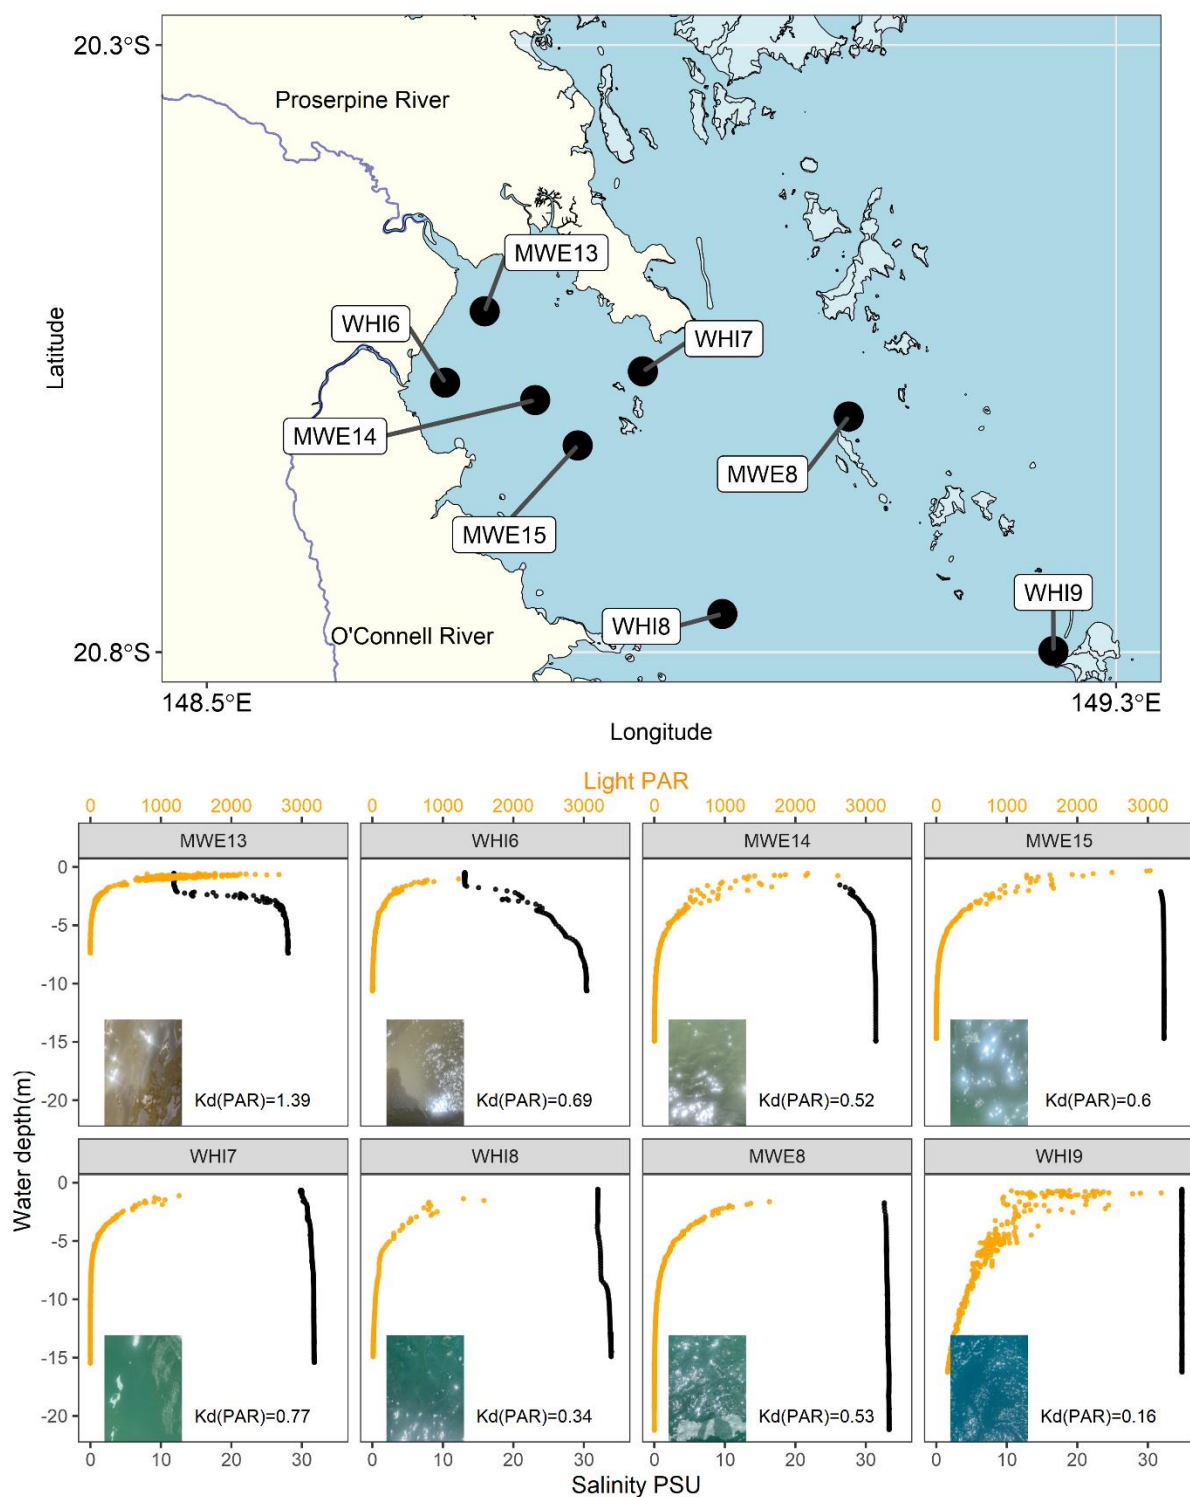 20.3°S
Proserpine River
MWE13
WHI6
WHI7
Latitude
MWE14
MWE8
MWE15
WHI9
WHI8
O'Connell River
20.8°S
148.5°E
149.3°E
Longitude
Light PAR
0 1000 2000 3000 0 1000 2000 3000 0 1000 2000 3000 0 1000 2000 3000
MWE13 WHI6 MWE14 MWE15
0
-5
-10
-15
-20
Kd(PAR)=1.39 Kd(PAR)=0.69 Kd(PAR)=0.52 Kd(PAR)=0.6
Water depth(m)
WHI7 WHI8 MWE8 WHI9
0
-5
-10
-15
-20
Kd(PAR)=0.77 Kd(PAR)=0.34 Kd(PAR)=0.53 Kd(PAR)=0.16
0 10 20 30 0 10 20 30 0 10 20 30 0 10 20 30
Salinity PSU